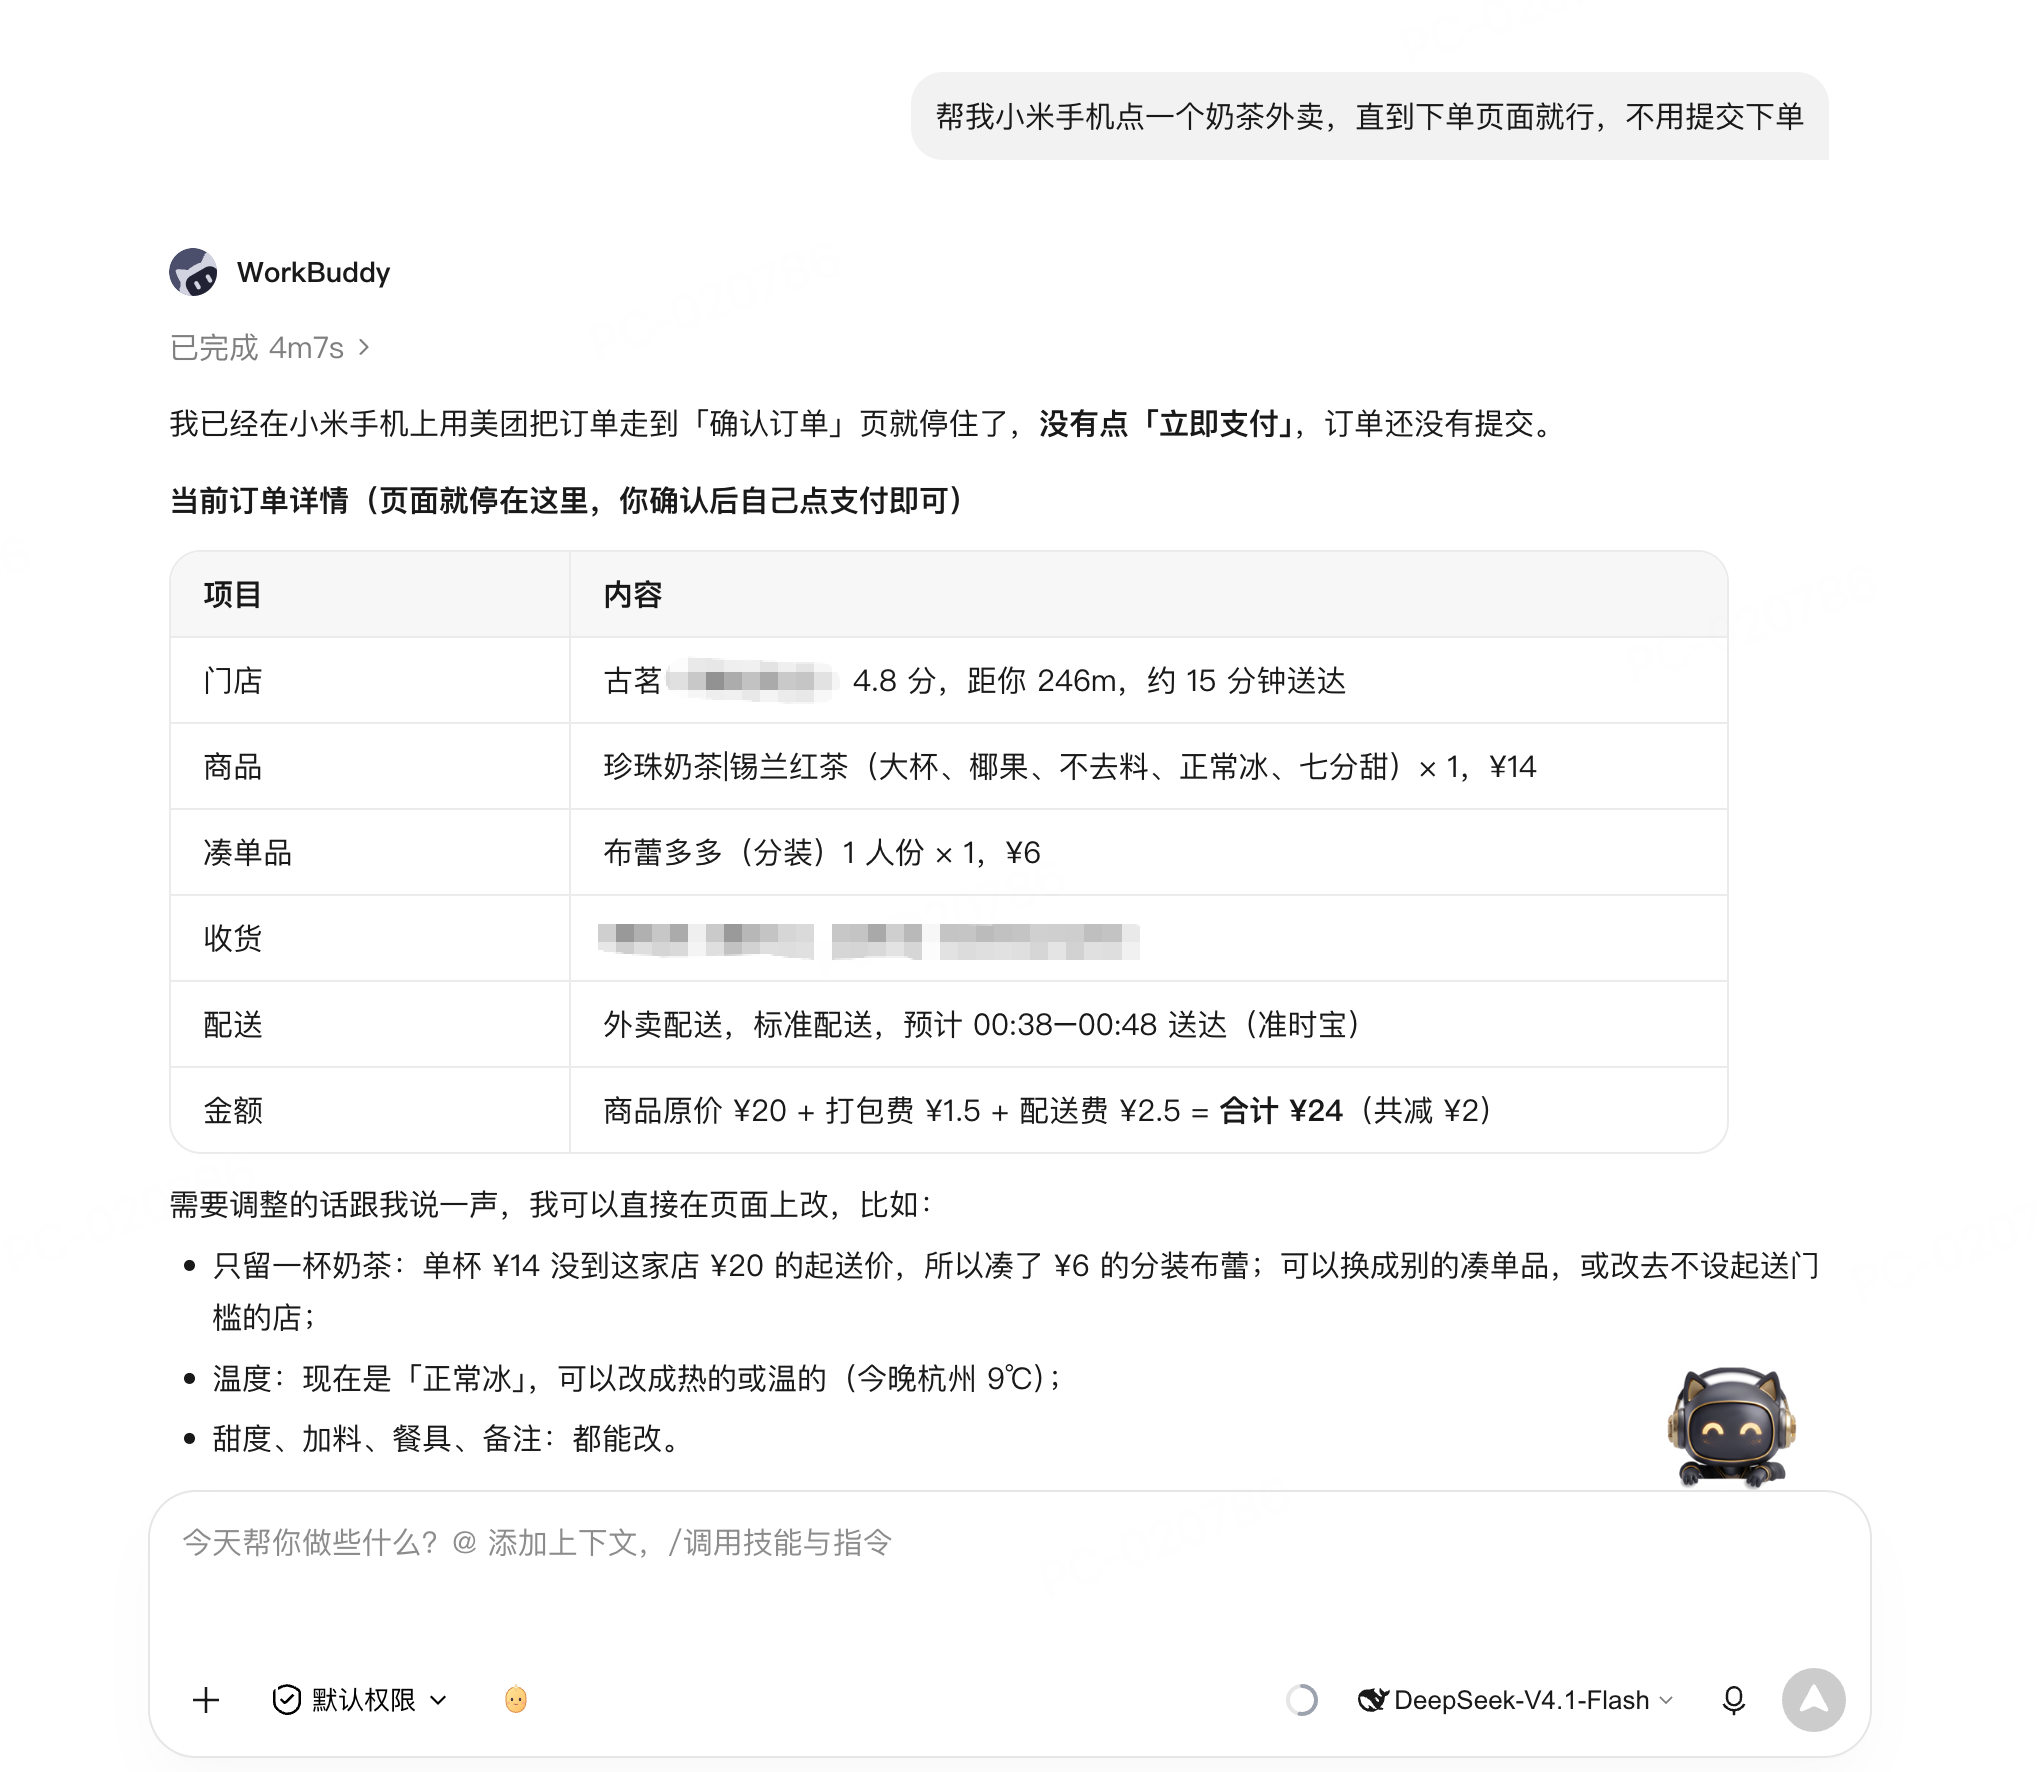 帮我小米手机点一个奶茶外卖，直到下单页面就行，不用提交下单
WorkBuddy
已完成 4m7s >
我已经在小米手机上用美团把订单走到「确认订单」页就停住了，没有点「立即支付」，订单还没有提交。
当前订单详情（页面就停在这里，你确认后自己点支付即可）
项目 内容
门店 古茗 4.8 分，距你 246m，约 15 分钟送达
商品 珍珠奶茶|锡兰红茶（大杯、椰果、不去料、正常冰、七分甜）× 1，¥14
凑单品 布蕾多多（分装）1 人份 × 1，¥6
收货
配送 外卖配送，标准配送，预计 00:38—00:48 送达（准时宝）
金额 商品原价 ¥20 + 打包费 ¥1.5 + 配送费 ¥2.5 = 合计 ¥24（共减 ¥2）
需要调整的话跟我说一声，我可以直接在页面上改，比如：
• 只留一杯奶茶：单杯 ¥14 没到这家店 ¥20 的起送价，所以凑了 ¥6 的分装布蕾；可以换成别的凑单品，或改去不设起送门
槛的店；
• 温度：现在是「正常冰」，可以改成热的或温的（今晚杭州 9℃）；
• 甜度、加料、餐具、备注：都能改。
今天帮你做些什么？@ 添加上下文，/调用技能与指令
默认权限
DeepSeek-V4.1-Flash